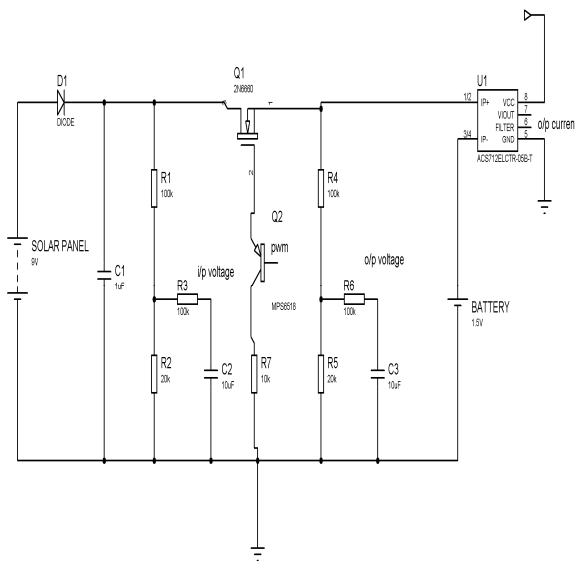 D1
DIODE
Q1
2N6660
1
2
U1
1/2
IP+
VCC
8
VIOUT
7
FILTER
6
3/4
IP-
GND
5
ACS712ELCTR-05B-T
o/p curren
R1
100k
R4
100k
Q2
pwm
MPS6518
SOLAR PANEL
9V
C1
1uF
i/p voltage
R3
100k
o/p voltage
R6
100k
BATTERY
1.5V
R2
20k
C2
10uF
R7
10k
R5
20k
C3
10uF